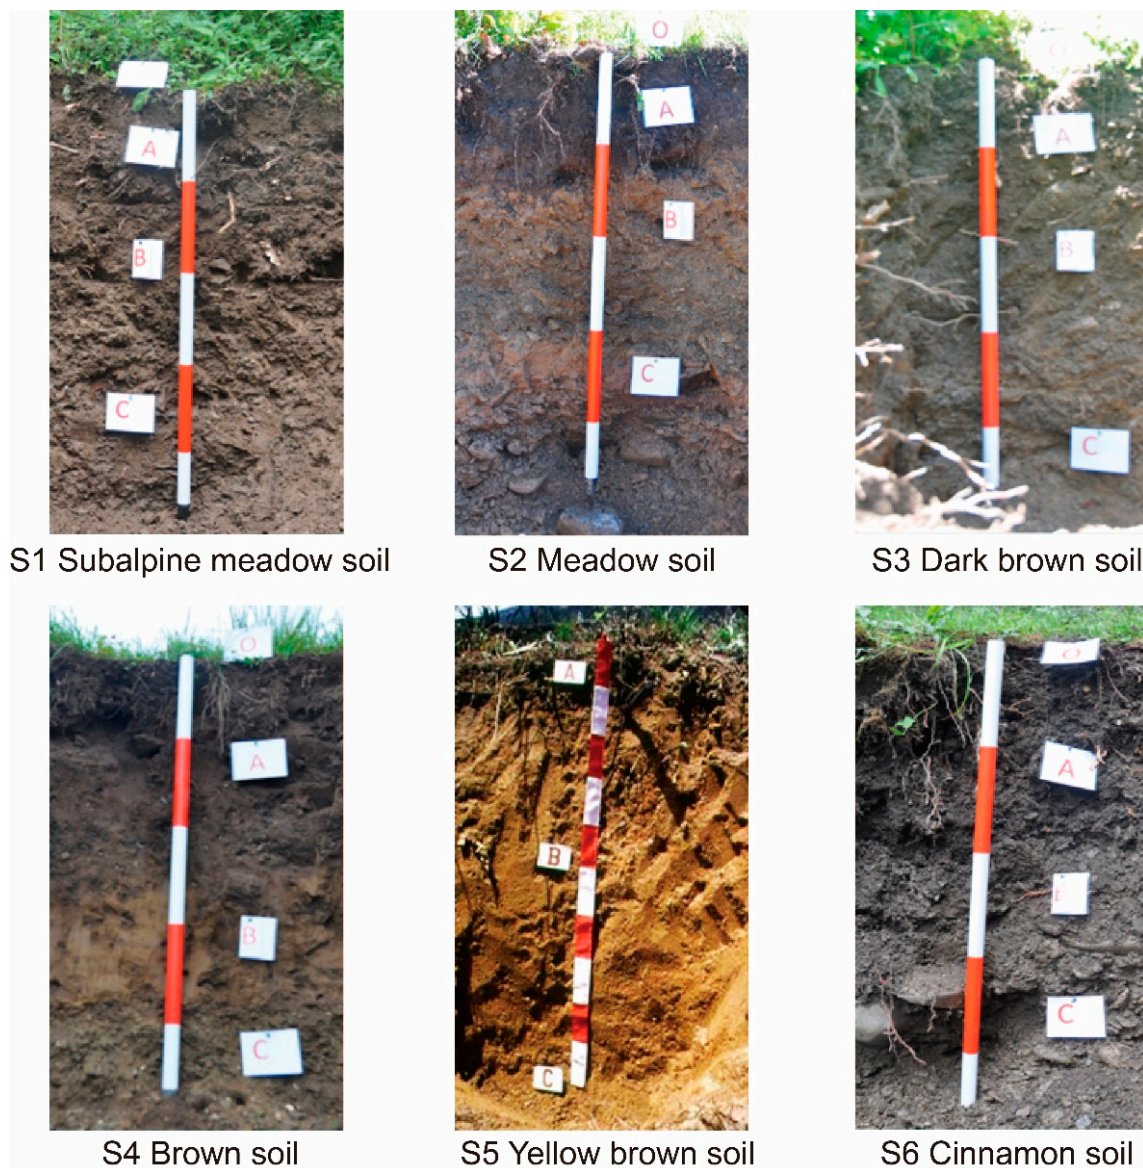 O
O
A
A
A
B
B
B
C
C
C
S1 Subalpine meadow soil
S2 Meadow soil
S3 Dark brown soil
O
A
B
C
A
B
C
O
A
C
S4 Brown soil
S5 Yellow brown soil
S6 Cinnamon soil